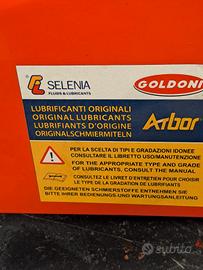 SELENIA
FLUIDS & LUBRICANTS
GOLDONI
LUBRIFICANTI ORIGINALI
ORIGINAL LUBRICANTS
LUBRIFIANTS D'ORIGINE
ORIGINALSCHMIERMITTELN
Arbor
PER LA SCELTA DI TIPI E GRADAZIONI IDONEE
CONSULTARE IL LIBRETTO USO/MANUTENZIONE
FOR THE APPROPRIATE TYPE AND GRADE
OF LUBRICANTS, CONSULT THE MANUAL
CONSULTEZ LE LIVRET D'ENTRETIEN POUR CHOISIR
LE TYPE DE LA GRADATION DE LUBRIFIANTS
DIE GEEIGNETEN SCHMIERSTOFFE ENTNEHMEN SIE
BITTE IHRER BEDIENUNGS-UND WARTUNGSANLEITUNG
subito